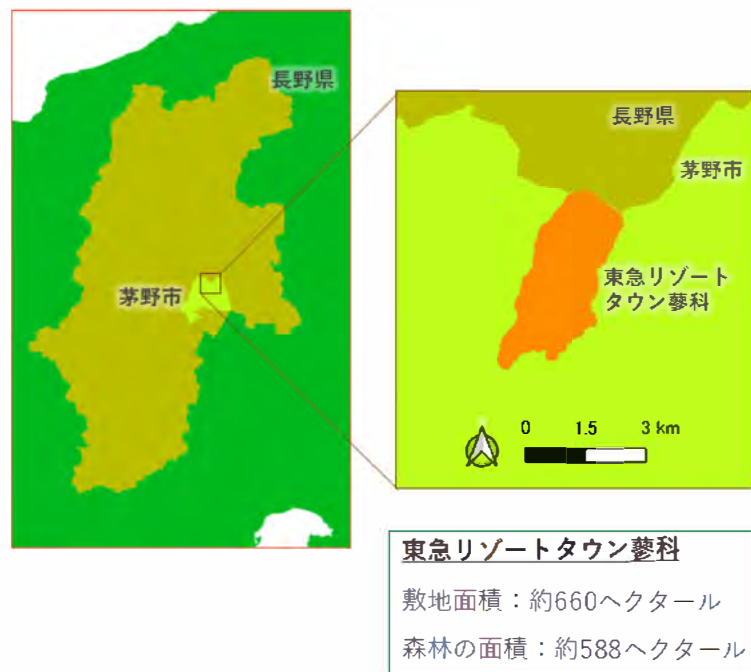 長野県
茅野市
長野県
茅野市
東急リゾート
タウン蓼科
0 1.5 3 km
東急リゾートタウン蓼科
敷地面積：約660ヘクタール
森林の面積：約588ヘクタール